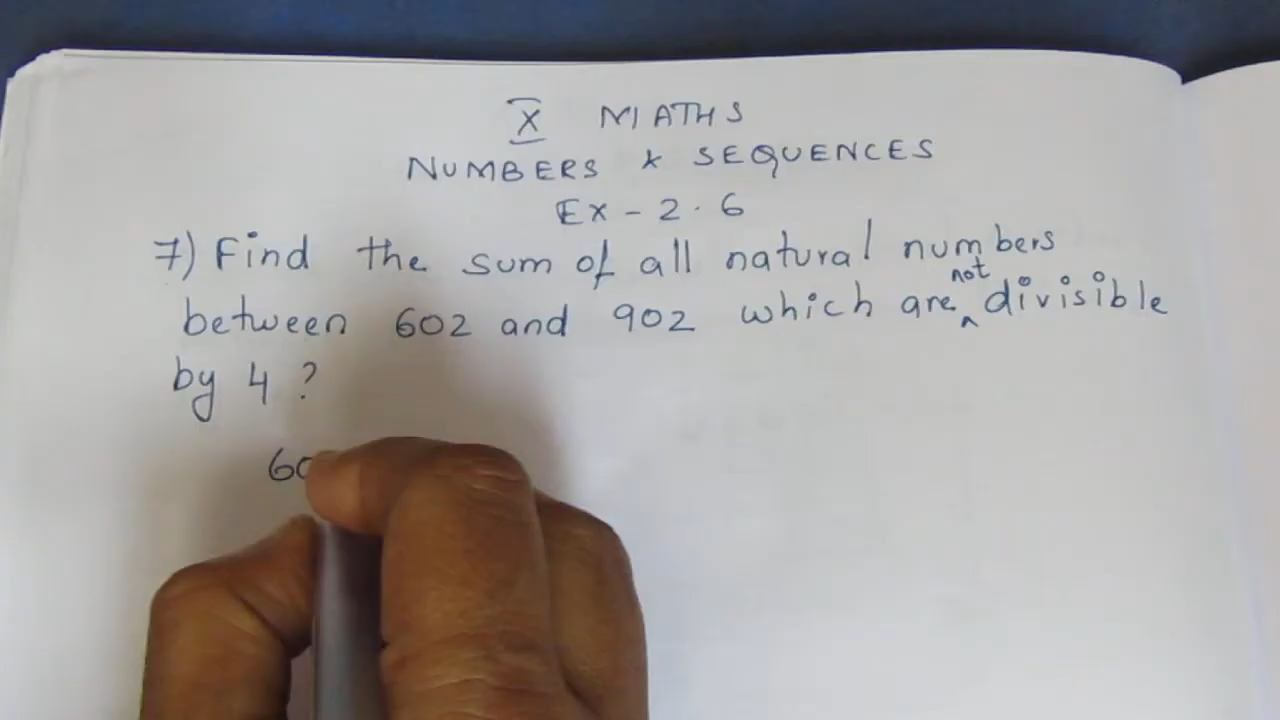 X MATHS
NUMBERS & SEQUENCES
Ex - 2.6
7) Find the sum of all natural numbers
between 602 and 902 which are not divisible
by 4 ?
60